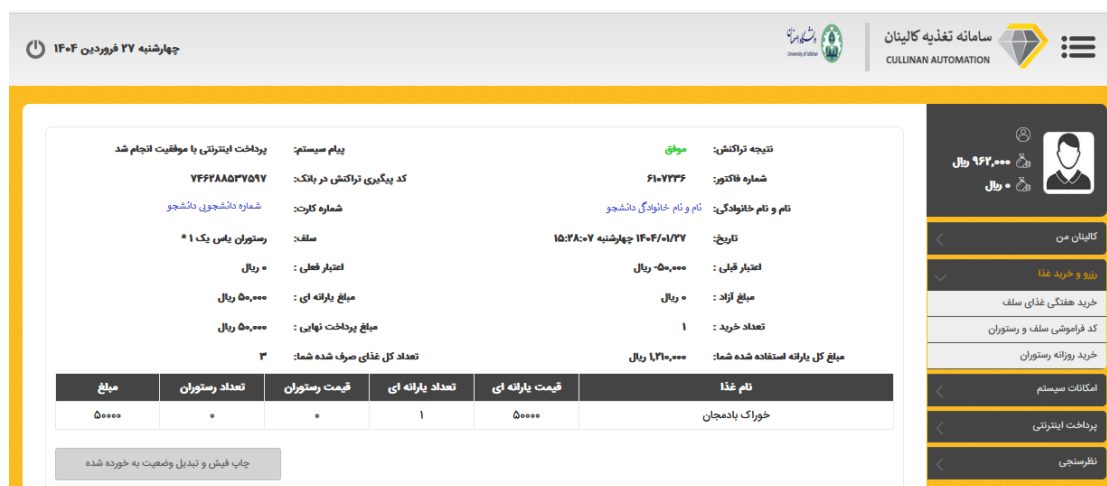 سامانه تغذیه کالینان
CULLINAN AUTOMATION
دانشگاه اصفهان
University of Isfahan
چهارشنبه ۲۷ فروردین ۱۴۰۴
۹۶۲,۰۰۰ ریال
۰ ریال
کالینان من
رزرو و خرید غذا
خرید هفتگی غذای سلف
کد فراموشی سلف و رستوران
خرید روزانه رستوران
امکانات سیستم
پرداخت اینترنتی
نظرسنجی
نتیجه تراکنش: موفق پیام سیستم: پرداخت اینترنتی با موفقیت انجام شد
شماره فاکتور: ۶۱۰۷۲۳۶ کد پیگیری تراکنش در بانک: ۷۴۶۲۸۸۵۳۷۵۹۷
نام و نام خانوادگی: نام و نام خانوادگی دانشجو شماره کارت: شماره دانشجویی دانشجو
تاریخ: ۱۴۰۴/۰۱/۲۷ چهارشنبه ۱۵:۲۸:۰۷ سلف: رستوران یاس یک ۱ *
اعتبار قبلی : ۵۰,۰۰۰- ریال اعتبار فعلی : ۰ ریال
مبلغ آزاد : ۰ ریال مبلغ یارانه ای : ۵۰,۰۰۰ ریال
تعداد خرید : ۱ مبلغ پرداخت نهایی : ۵۰,۰۰۰ ریال
مبلغ کل یارانه استفاده شده شما: ۱,۲۱۰,۰۰۰ ریال تعداد کل غذای صرف شده شما: ۳
نام غذا قیمت یارانه ای تعداد یارانه ای قیمت رستوران تعداد رستوران مبلغ
خوراک بادمجان ۵۰۰۰۰ ۱ ۰ ۰ ۵۰۰۰۰
چاپ فیش و تبدیل وضعیت به خورده شده